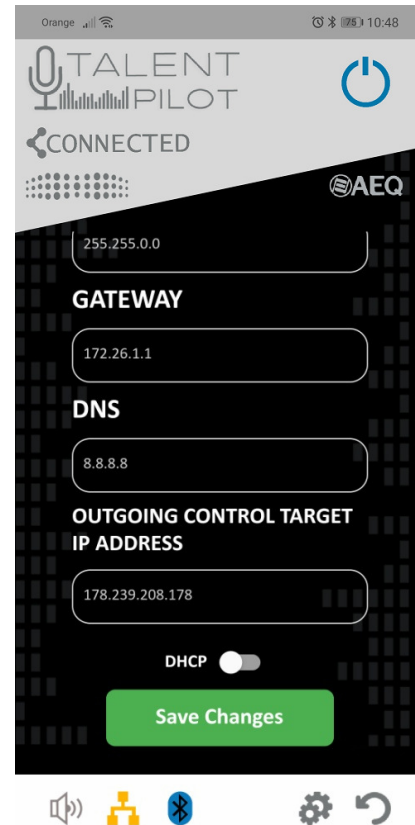 Orange 75 10:48
TALENT
PILOT
CONNECTED
AEQ
255.255.0.0
GATEWAY
172.26.1.1
DNS
8.8.8.8
OUTGOING CONTROL TARGET
IP ADDRESS
178.239.208.178
DHCP
Save Changes